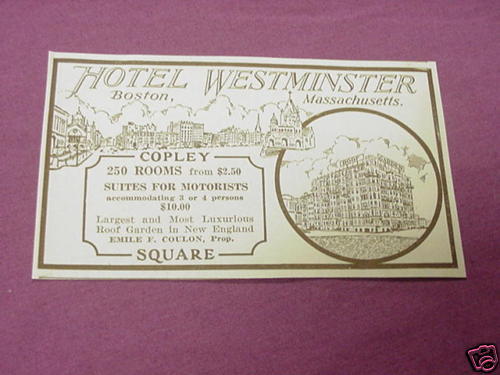 HOTEL WESTMINSTER
Boston, Massachusetts.
COPLEY
250 ROOMS from $2.50
SUITES FOR MOTORISTS
accommodating 3 or 4 persons
$10.00
Largest and Most Luxurious
Roof Garden in New England
EMILE F. COULON, Prop.
SQUARE